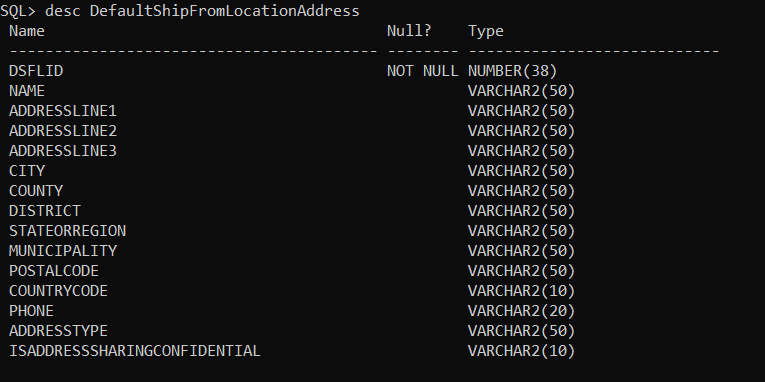 SQL> desc DefaultShipFromLocationAddress
Name Null? Type
----------------------------------------- -------- ----------------------------
DSFLID NOT NULL NUMBER(38)
NAME VARCHAR2(50)
ADDRESSLINE1 VARCHAR2(50)
ADDRESSLINE2 VARCHAR2(50)
ADDRESSLINE3 VARCHAR2(50)
CITY VARCHAR2(50)
COUNTY VARCHAR2(50)
DISTRICT VARCHAR2(50)
STATEORREGION VARCHAR2(50)
MUNICIPALITY VARCHAR2(50)
POSTALCODE VARCHAR2(50)
COUNTRYCODE VARCHAR2(10)
PHONE VARCHAR2(20)
ADDRESSTYPE VARCHAR2(50)
ISADDRESSSHARINGCONFIDENTIAL VARCHAR2(10)